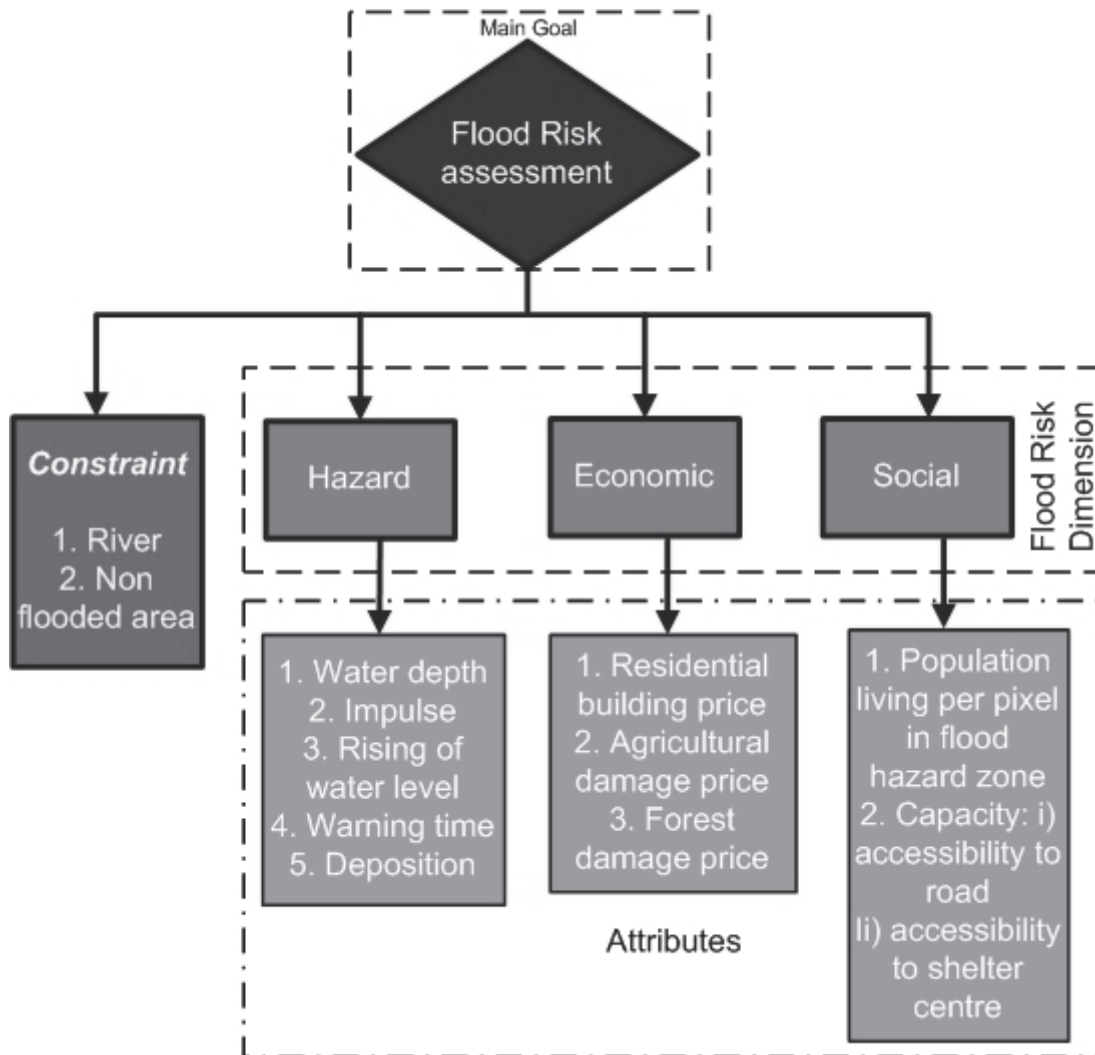 Main Goal
Flood Risk
assessment
Constraint
1. River
2. Non
flooded area
Hazard
Economic
Social
Flood Risk
Dimension
1. Water depth
2. Impulse
3. Rising of
water level
4. Warning time
5. Deposition
1. Residential
building price
2. Agricultural
damage price
3. Forest
damage price
1. Population
living per pixel
in flood
hazard zone
2. Capacity: i)
accessibility to
road
Ii) accessibility
to shelter
centre
Attributes